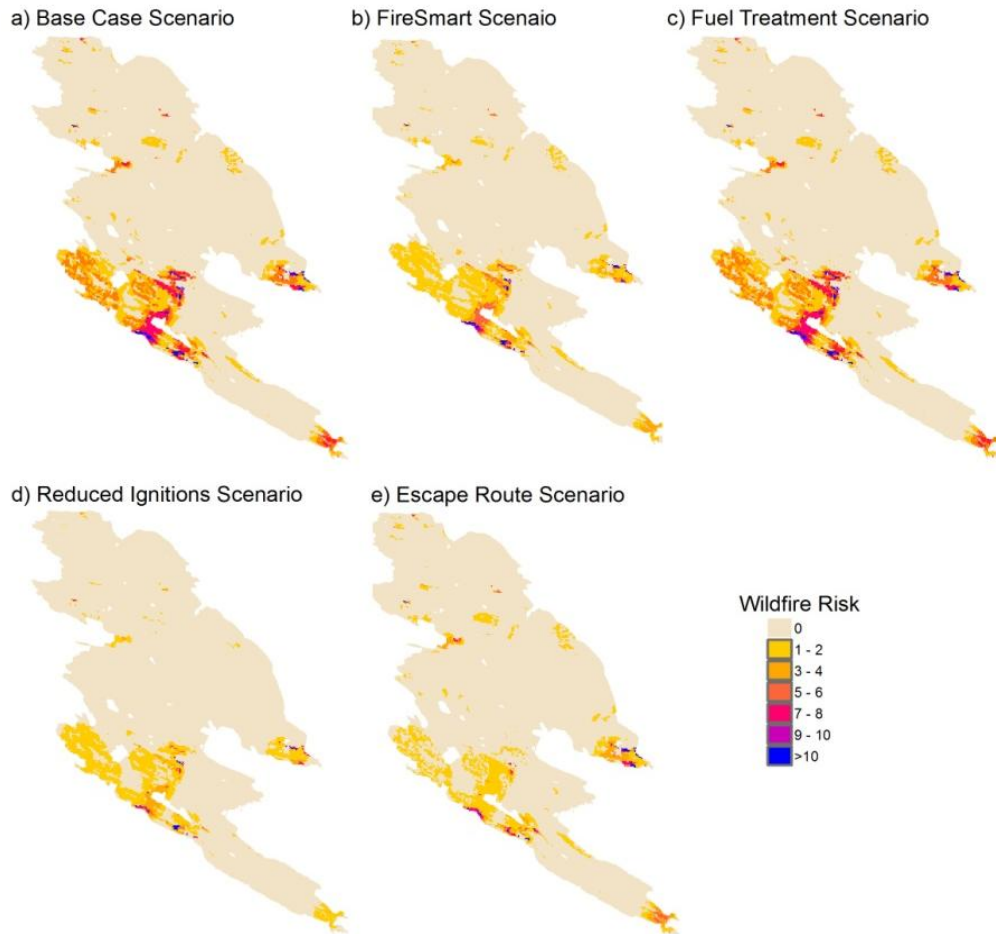 a) Base Case Scenario
b) FireSmart Scenaio
c) Fuel Treatment Scenario
d) Reduced Ignitions Scenario
e) Escape Route Scenario
Wildfire Risk
0
1 - 2
3 - 4
5 - 6
7 - 8
9 - 10
>10